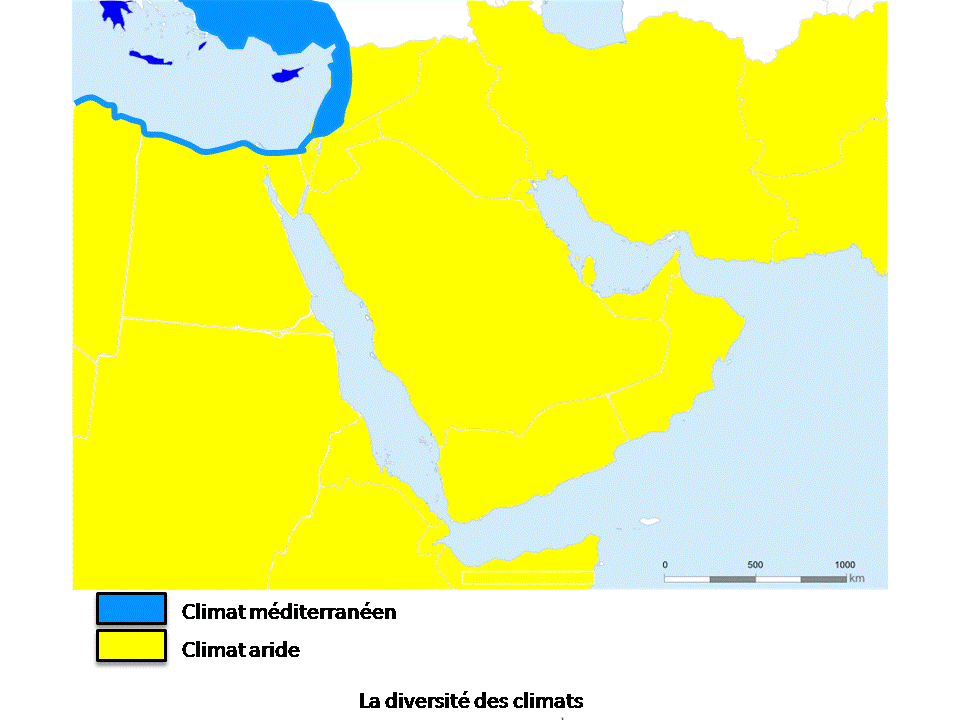 0 500 1000
km
Climat méditerranéen
Climat aride
La diversité des climats